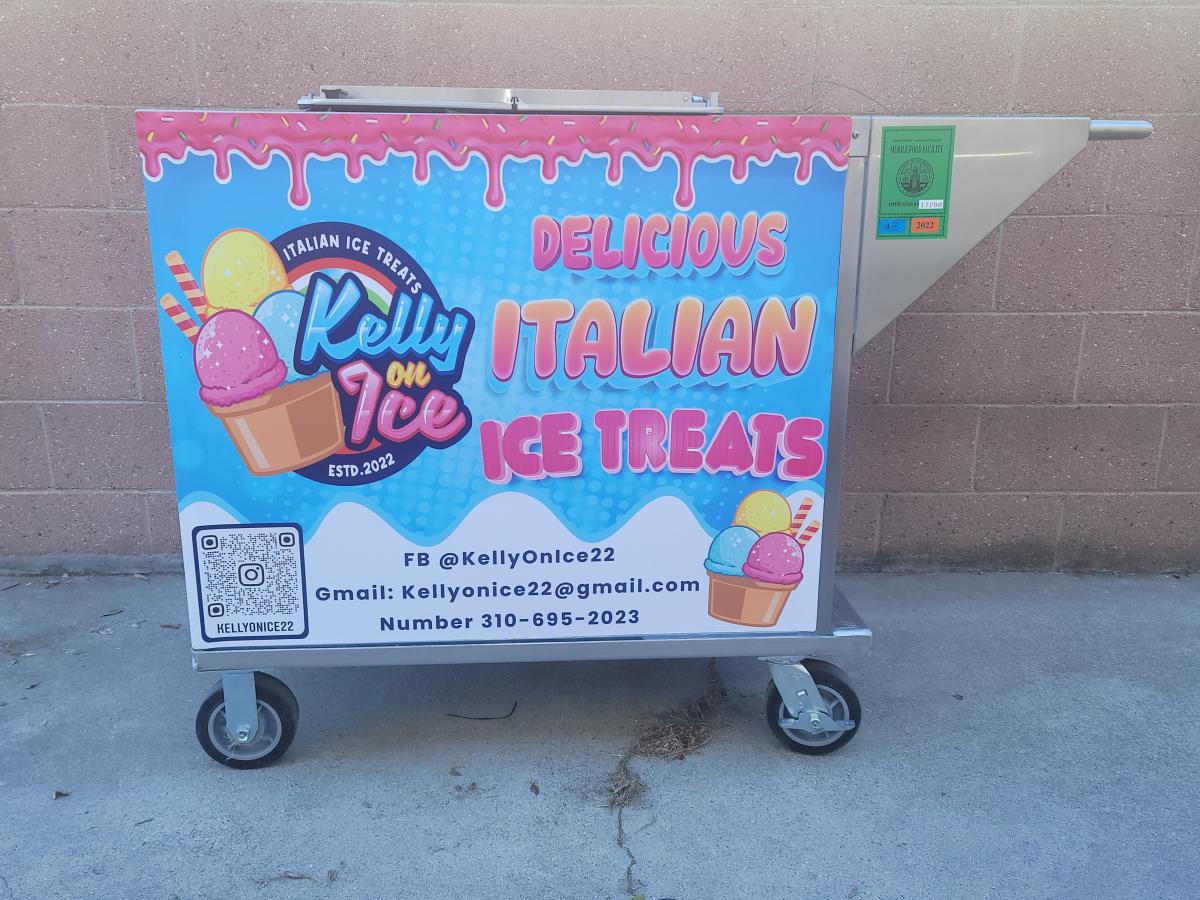 ITALIAN ICE TREATS
Kelly
on
Ice
ESTD.2022
DELICIOUS
ITALIAN
ICE TREATS
FB @KellyOnIce22
Gmail: Kellyonice22@gmail.com
Number 310-695-2023
KELLYONICE22
MOBILE FOOD FACILITY
17288
2022